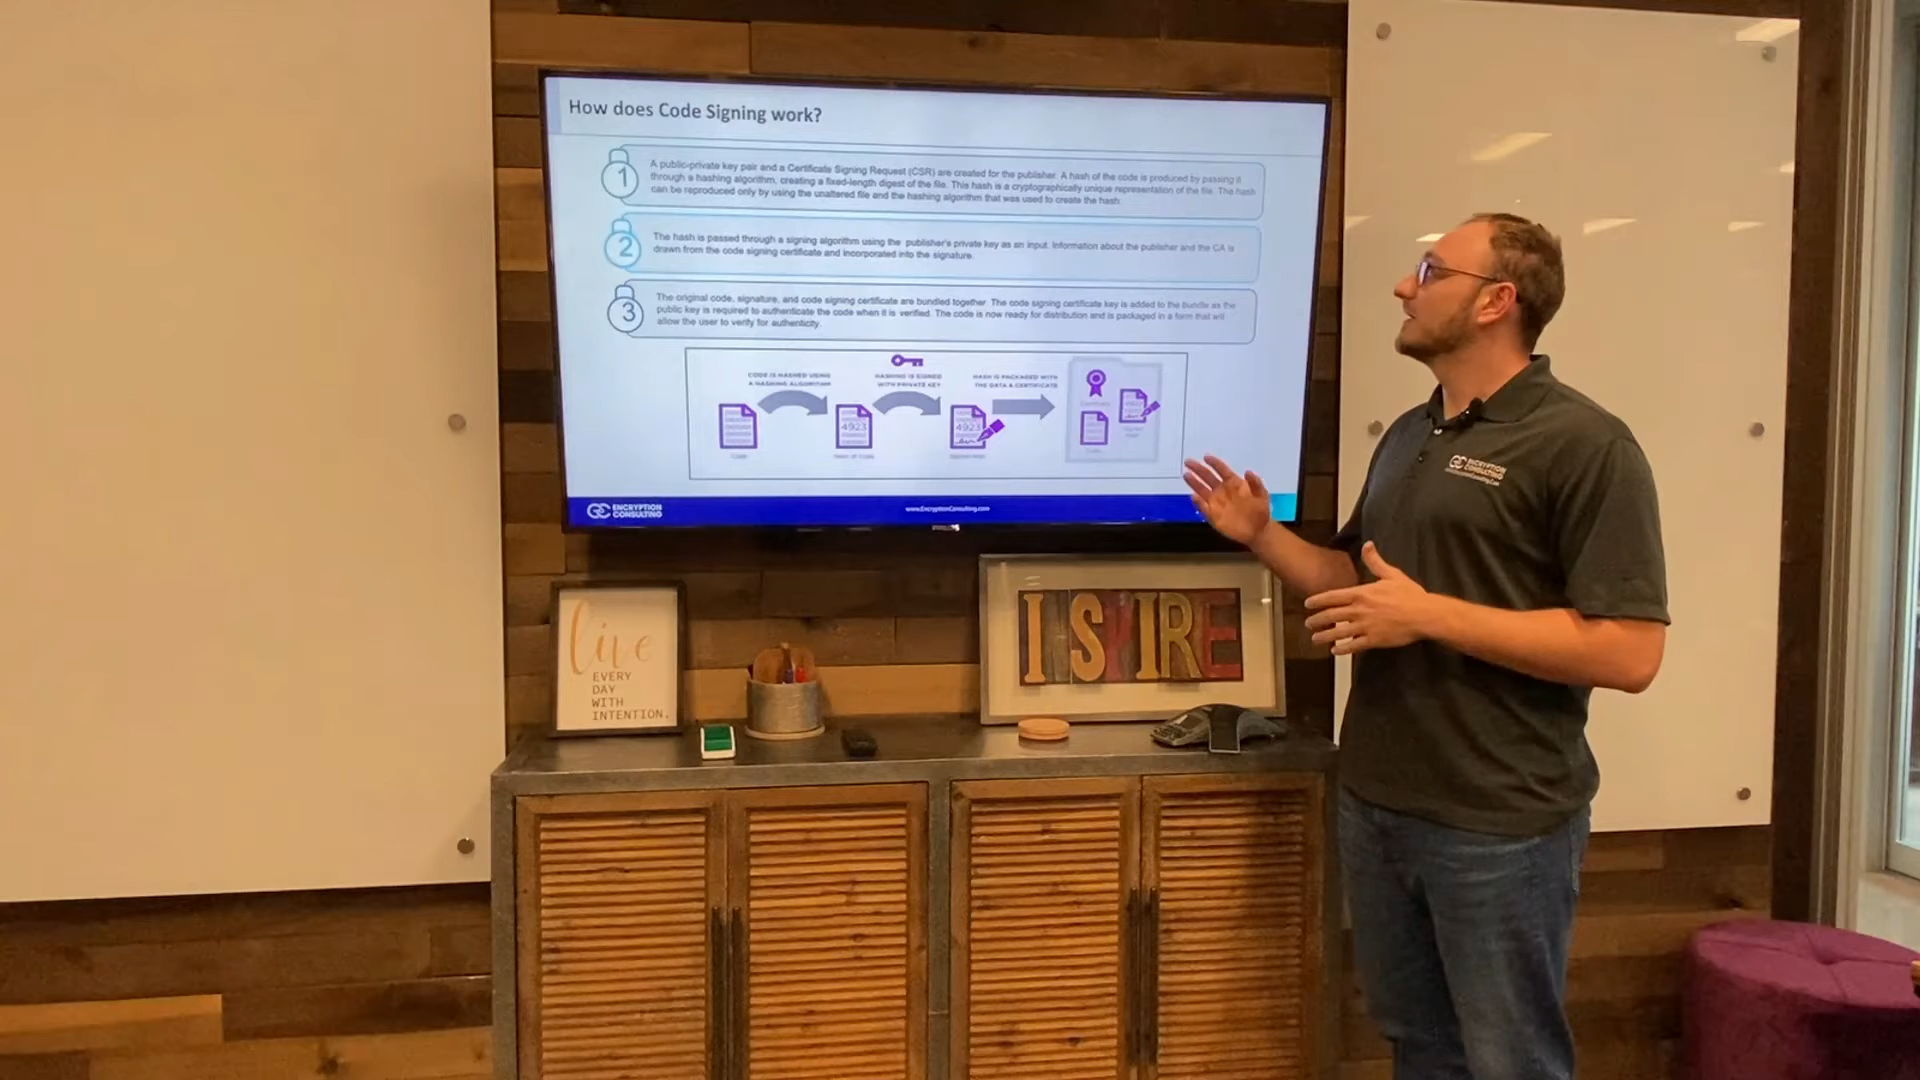 How does Code Signing work?
1
A public-private key pair and a Certificate Signing Request (CSR) are created for the publisher. A hash of the code is produced by passing it
through a hashing algorithm, creating a fixed-length digest of the file. This hash is a cryptographically unique representation of the file. The hash
can be reproduced only by using the unaltered file and the hashing algorithm that was used to create the hash.
2
The hash is passed through a signing algorithm using the publisher's private key as an input. Information about the publisher and the CA is
drawn from the code signing certificate and incorporated into the signature.
3
The original code, signature, and code signing certificate are bundled together. The code signing certificate key is added to the bundle as the
public key is required to authenticate the code when it is verified. The code is now ready for distribution and is packaged in a form that will
allow the user to verify for authenticity.
CODE IS HASHED USING
A HASHING ALGORITHM
HASHING IS SIGNED
WITH PRIVATE KEY
HASH IS PACKAGED WITH
THE DATA & CERTIFICATE
4923
4923
Code
Hash of Code
ENCRYPTION
CONSULTING
www.EncryptionConsulting.com
ENCRYPTION
CONSULTING
live
EVERY
DAY
WITH
INTENTION.
INSPIRE